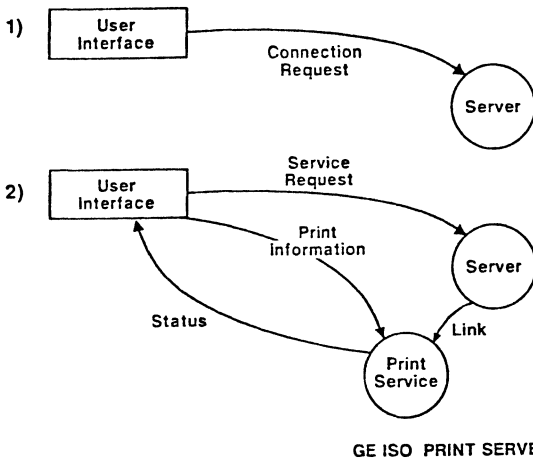 1)
User
Interface
Connection
Request
Server
2)
User
Interface
Service
Request
Print
Information
Server
Status
Link
Print
Service
GE ISO PRINT SERVE